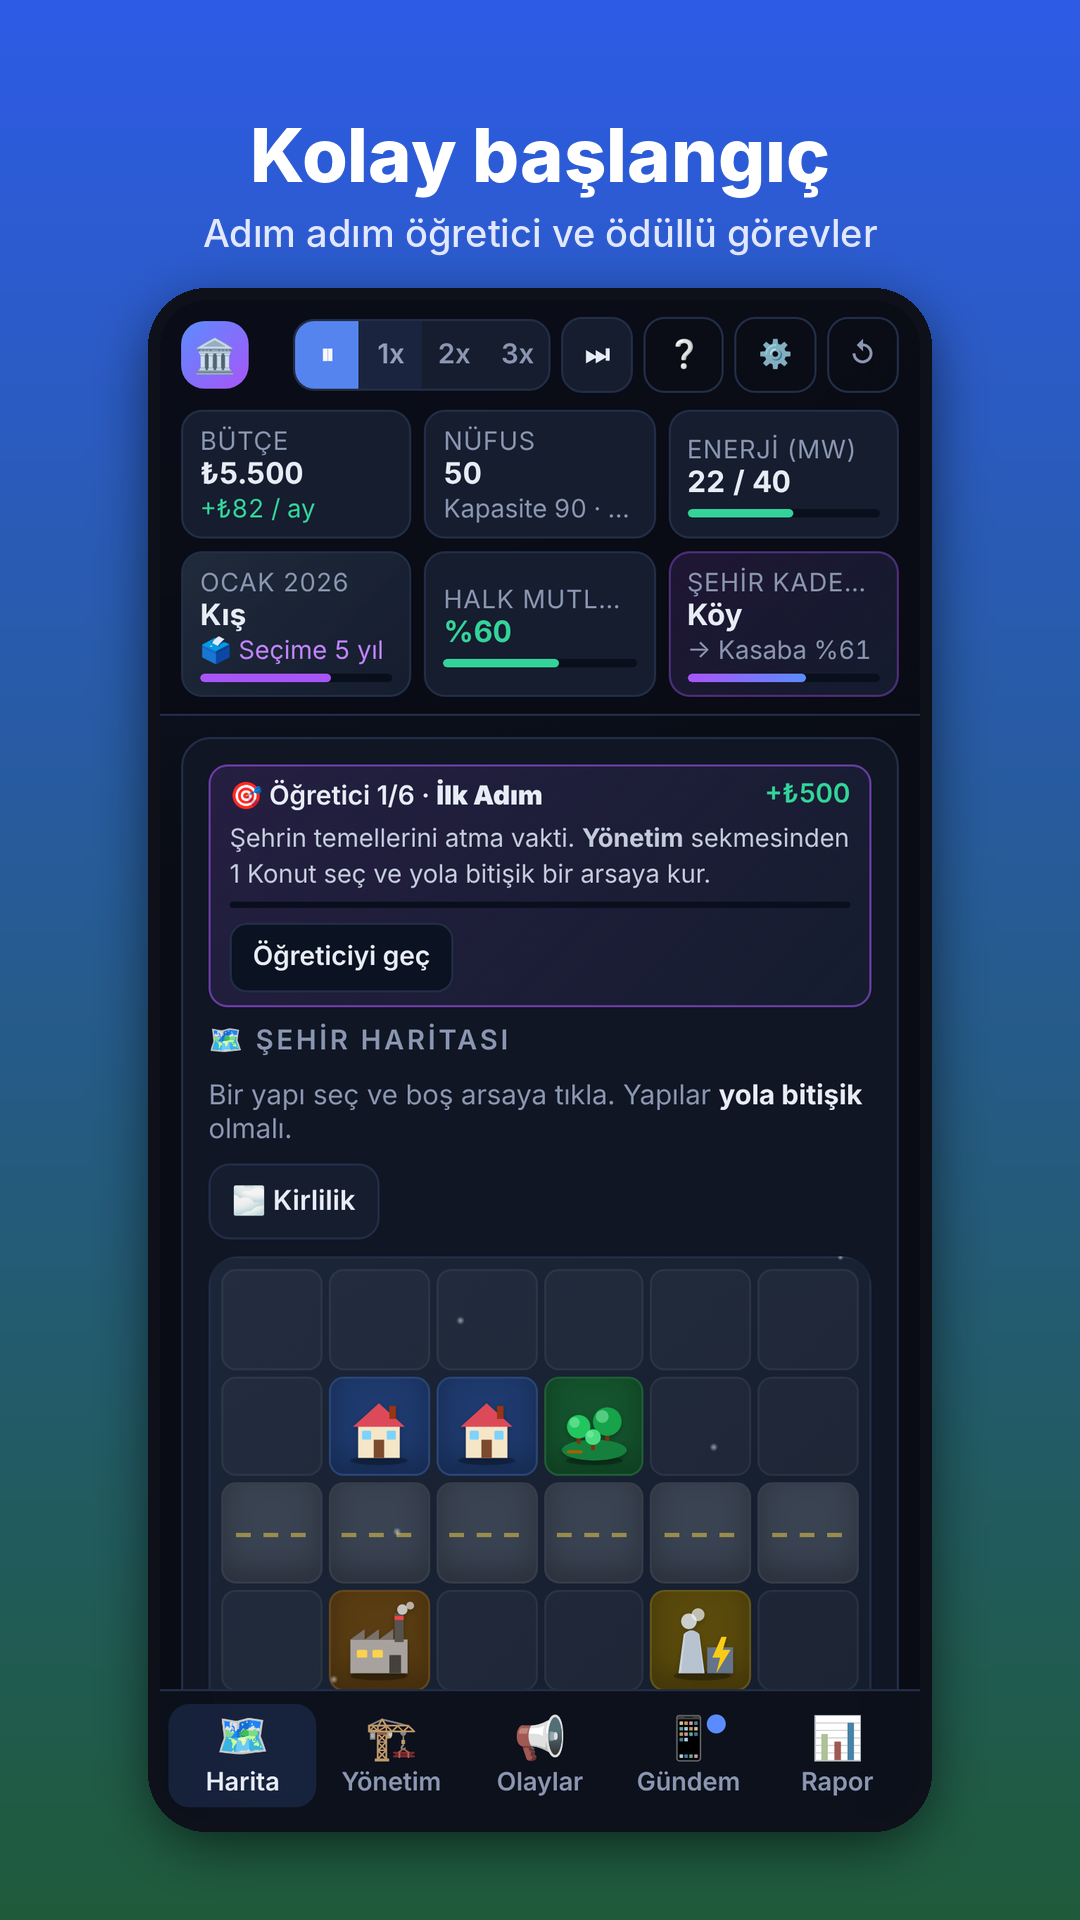 Kolay başlangıç
Adım adım öğretici ve ödüllü görevler
1x 2x 3x ?
BÜTÇE
₺5.500
+₺82 / ay
NÜFUS
50
Kapasite 90 · ...
ENERJİ (MW)
22 / 40
OCAK 2026
Kış
Seçime 5 yıl
HALK MUTL...
%60
ŞEHİR KADE...
Köy
→ Kasaba %61
Öğretici 1/6 · İlk Adım
+₺500
Şehrin temellerini atma vakti. Yönetim sekmesinden
1 Konut seç ve yola bitişik bir arsaya kur.
Öğreticiyi geç
ŞEHİR HARİTASI
Bir yapı seç ve boş arsaya tıkla. Yapılar yola bitişik
olmalı.
Kirlilik
Harita
Yönetim
Olaylar
Gündem
Rapor